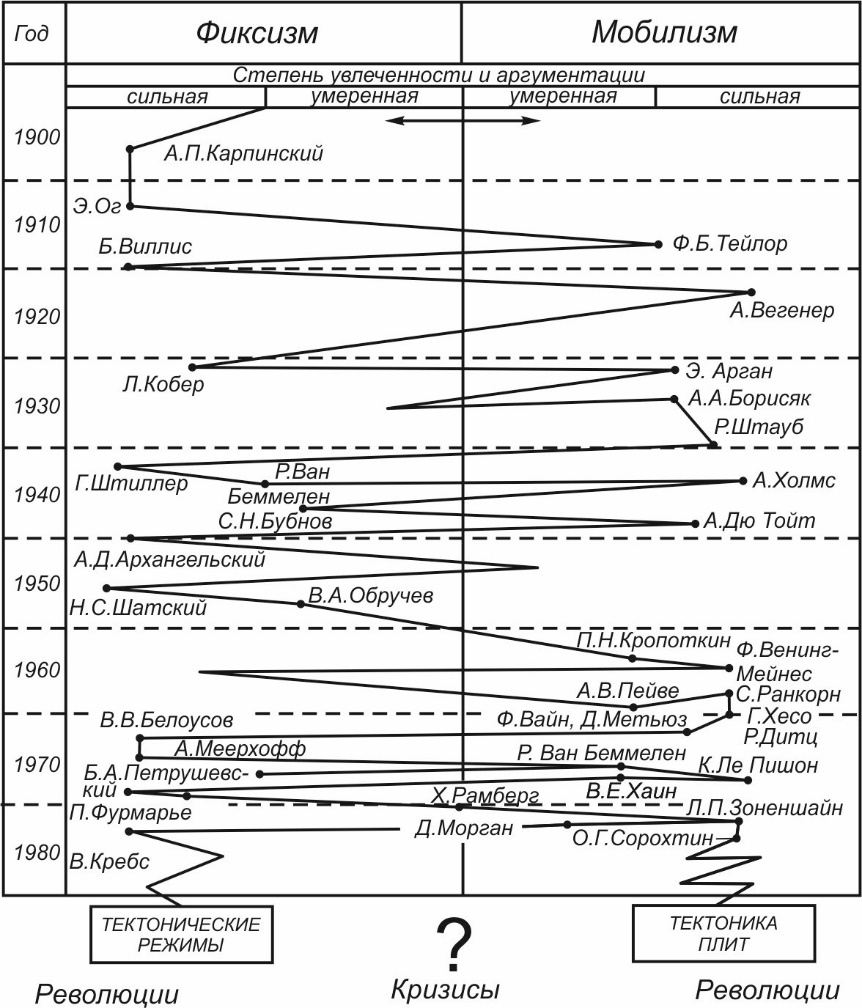 Год Фиксизм Мобилизм
Степень увлеченности и аргументации
сильная умеренная умеренная сильная
1900
А.П.Карпинский
Э.Ог
1910
Б.Виллис
Ф.Б.Тейлор
А.Вегенер
1920
Л.Кобер
Э. Арган
А.А.Борисяк
1930
Р.Штауб
Г.Штиллер
Р.Ван
Беммелен
А.Холмс
1940
С.Н.Бубнов
А.Дю Тойт
А.Д.Архангельский
1950
Н.С.Шатский
В.А.Обручев
П.Н.Кропоткин
Ф.Венинг-
Мейнес
1960
А.В.Пейве
С.Ранкорн
В.В.Белоусов
Ф.Вайн, Д.Метьюз
Г.Хесо
Р.Дитц
А.Меерхофф
Р. Ван Беммелен
1970
К.Ле Пишон
Б.А.Петрушевс-
кий
В.Е.Хаин
Х.Рамберг
П.Фурмарье
Л.П.Зоненшайн
Д.Морган
О.Г.Сорохтин
1980
В.Кребс
ТЕКТОНИЧЕСКИЕ
РЕЖИМЫ
?
ТЕКТОНИКА
ПЛИТ
Революции Кризисы Революции